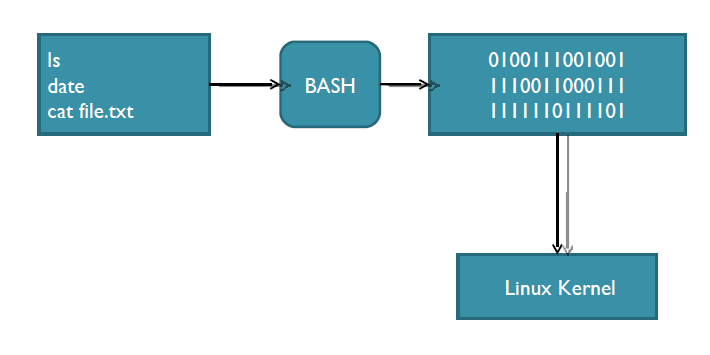 ls
date
cat file.txt
BASH
0100111001001
1110011000111
1111110111101
Linux Kernel